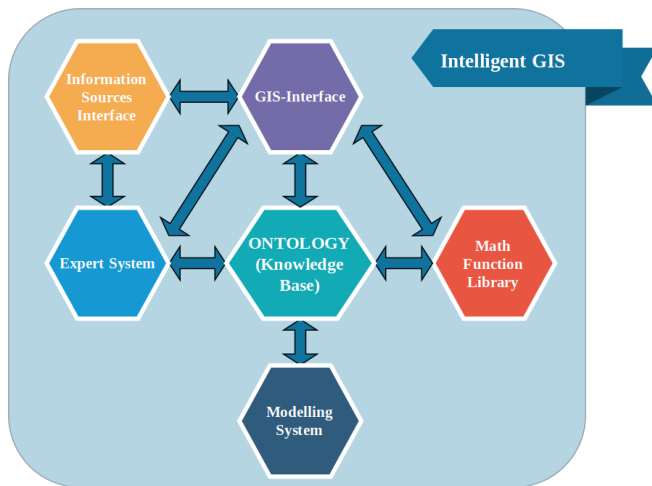 Intelligent GIS
Information
Sources
Interface
GIS-Interface
Expert System
ONTOLOGY
(Knowledge
Base)
Math
Function
Library
Modelling
System